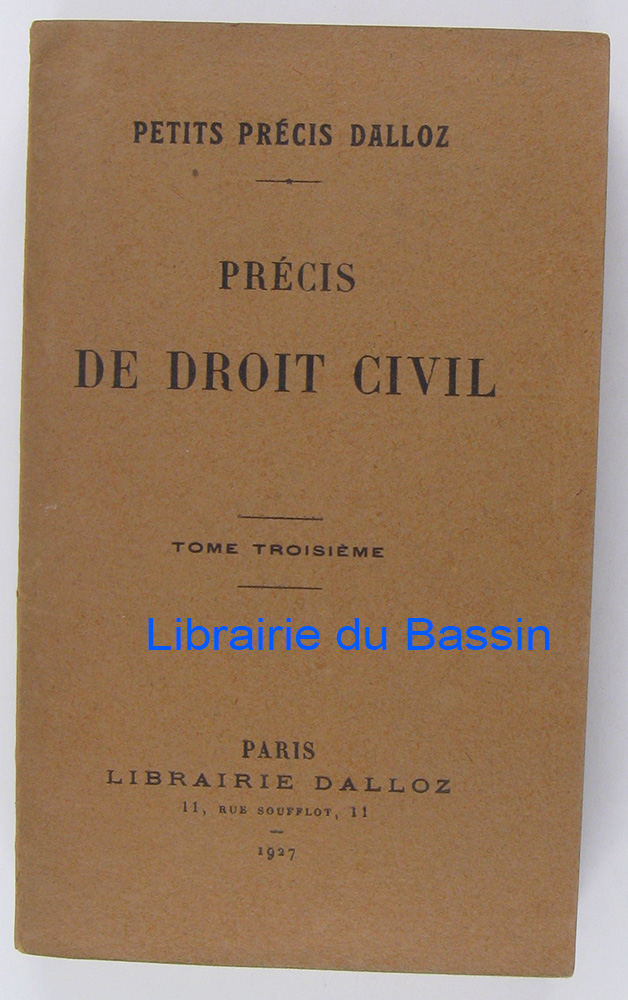 PETITS PRÉCIS DALLOZ
PRÉCIS
DE DROIT CIVIL
TOME TROISIÈME
Librairie du Bassin
PARIS
LIBRAIRIE DALLOZ
11, RUE SOUFFLOT, 11
1927